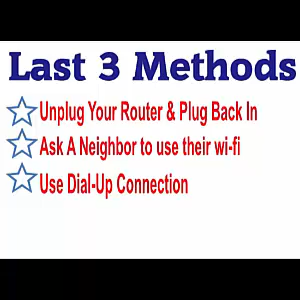 Last 3 Methods
Unplug Your Router & Plug Back In
Ask A Neighbor to use their wi-fi
Use Dial-Up Connection